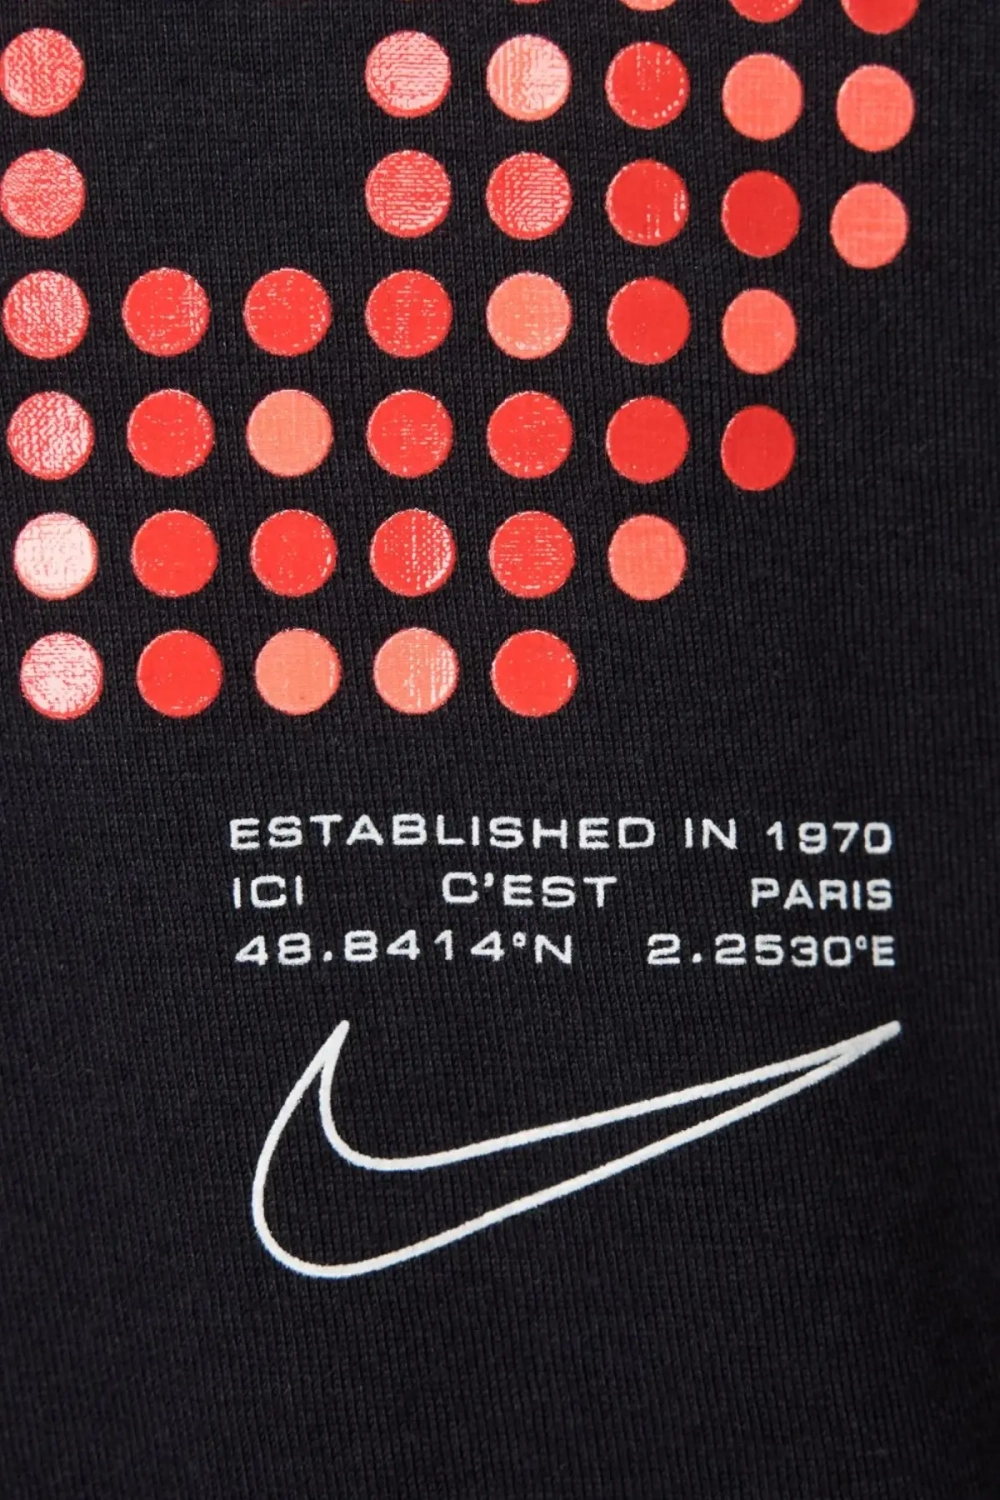 ESTABLISHED IN 1970
ICI C'EST PARIS
48.8414°N 2.2530°E